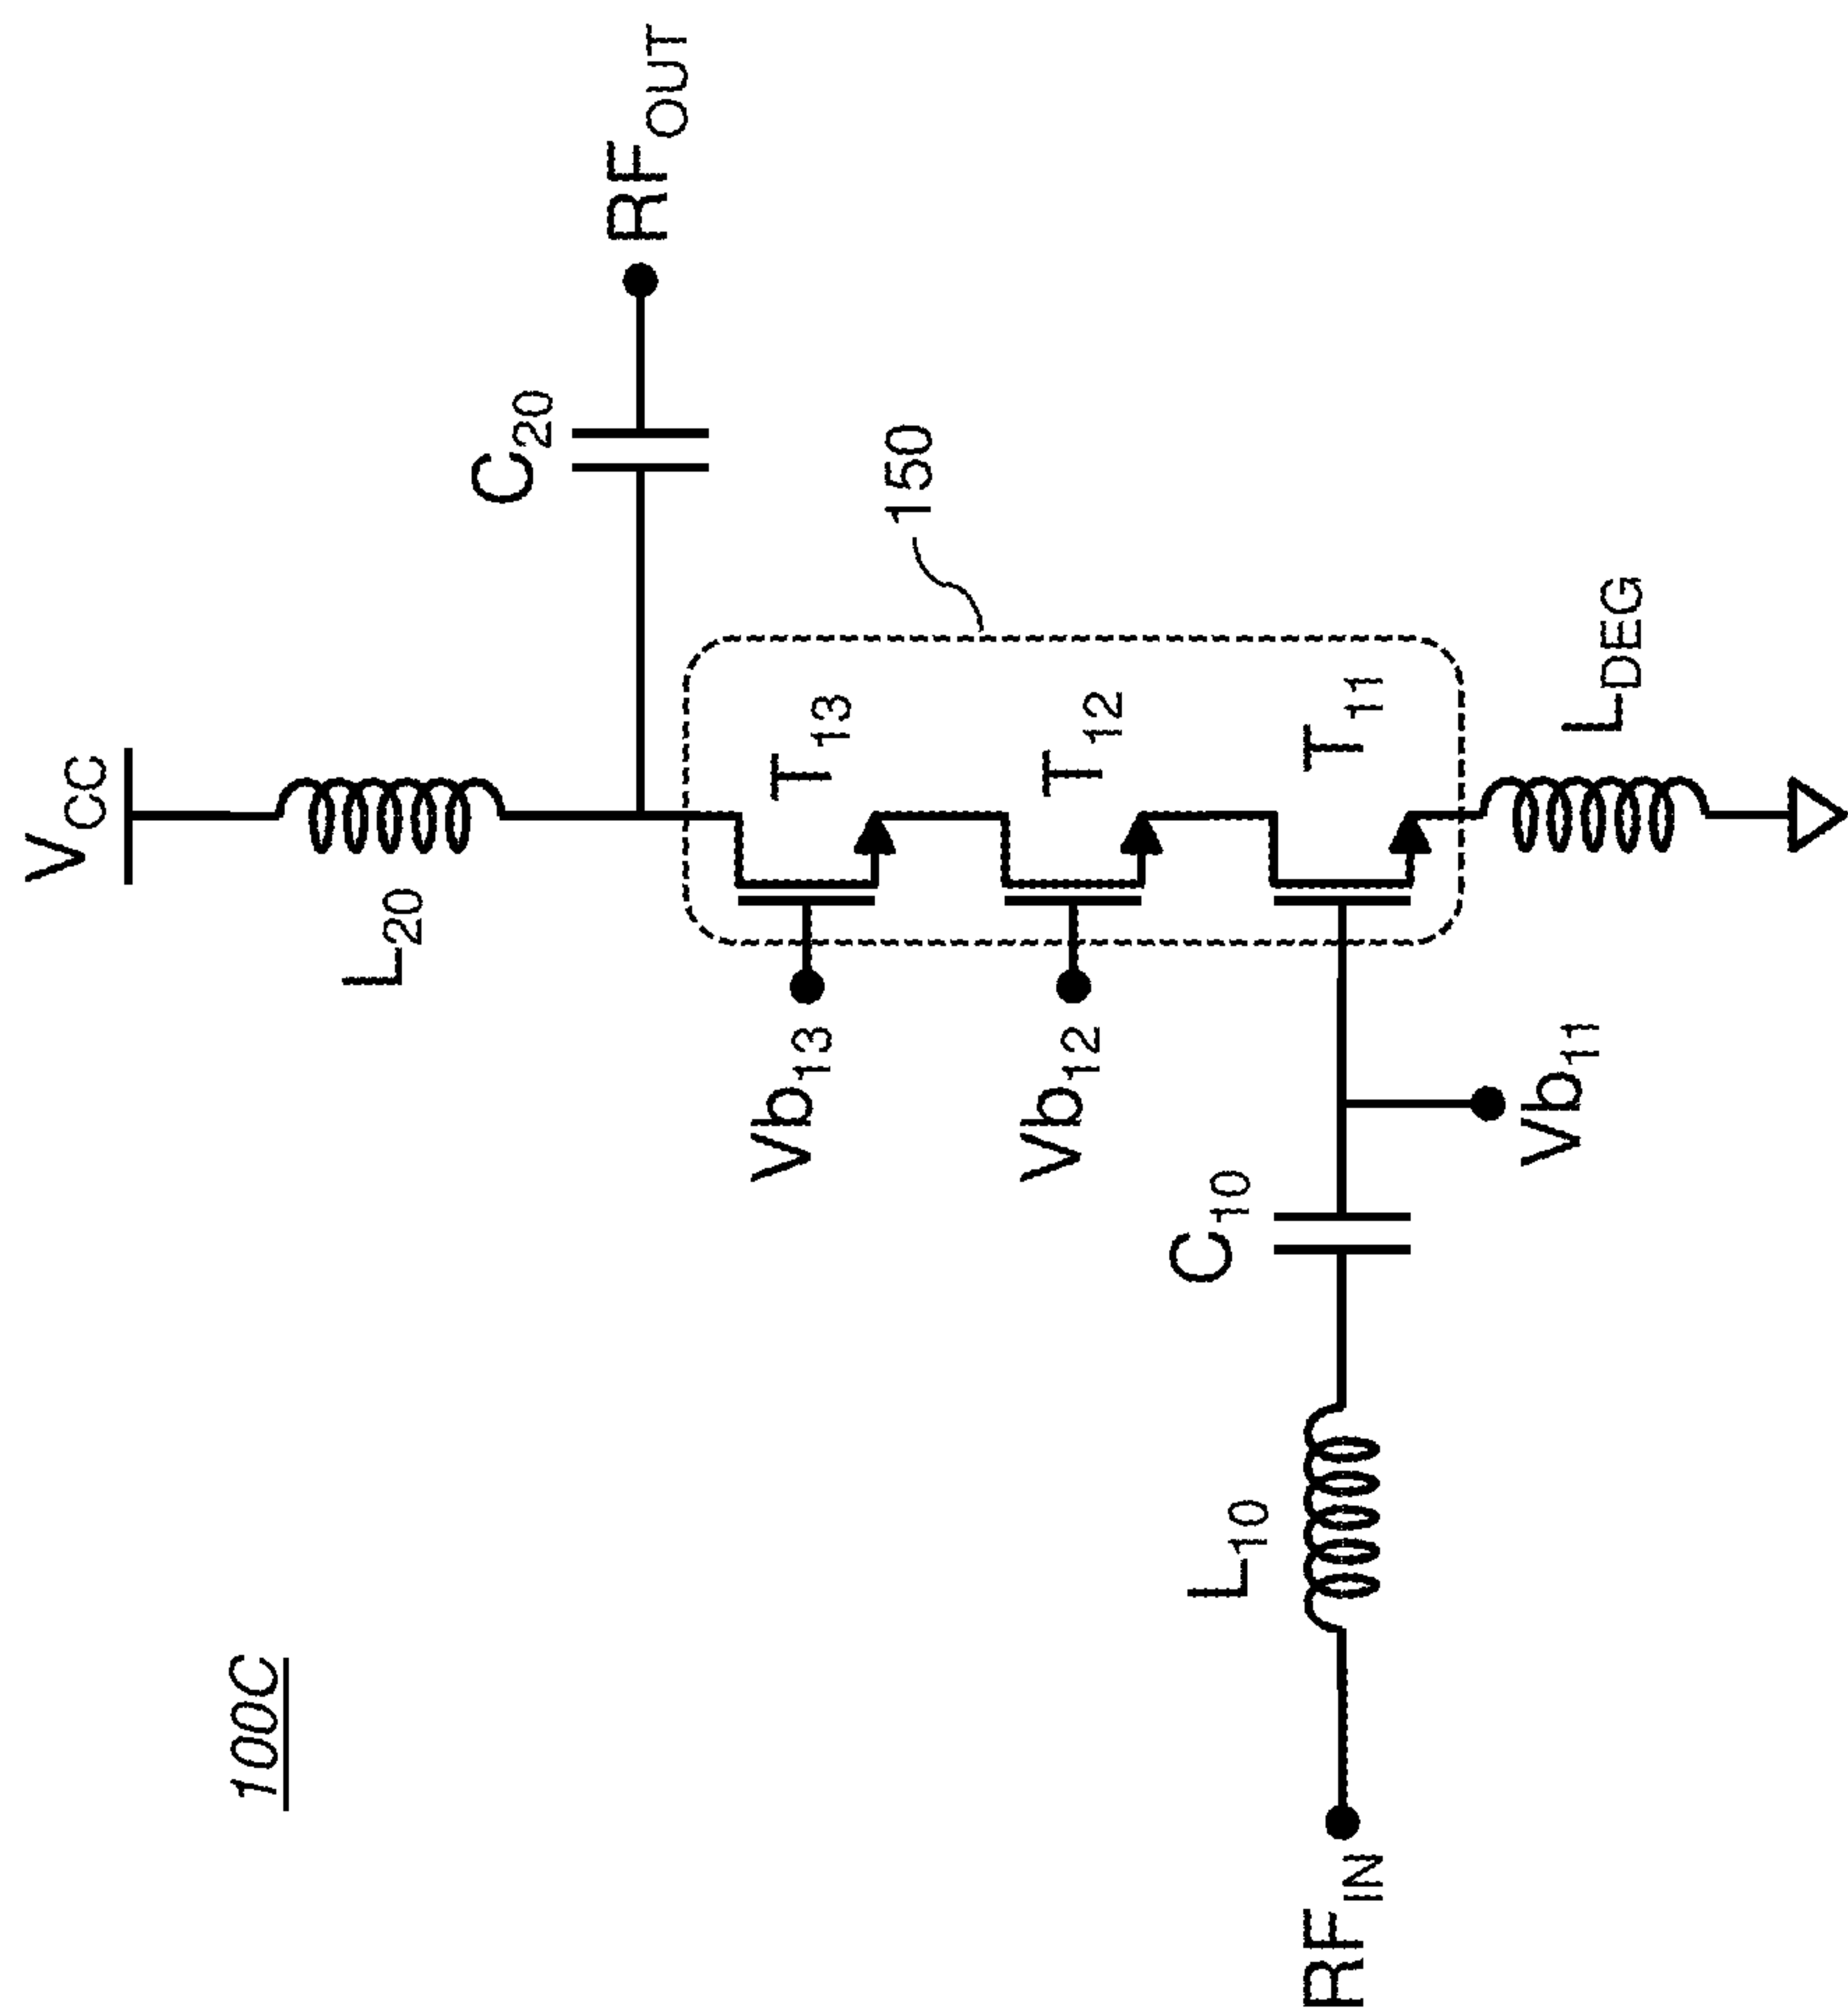 100C
V_CC
L_20
C_20
RF_OUT
150
Vb_13
T_13
Vb_12
T_12
T_11
RF_IN
L_10
C_10
Vb_11
L_DEG